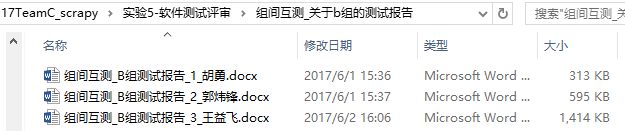 17TeamC_scrapy > 实验5-软件测试评审 > 组间互测_关于b组的测试报告
搜索"组间互测_关
名称 修改日期 类型 大小
组间互测_B组测试报告_1_胡勇.docx 2017/6/1 15:36 Microsoft Word ... 313 KB
组间互测_B组测试报告_2_郭炜锋.docx 2017/6/1 15:37 Microsoft Word ... 595 KB
组间互测_B组测试报告_3_王益飞.docx 2017/6/2 16:06 Microsoft Word ... 1,414 KB